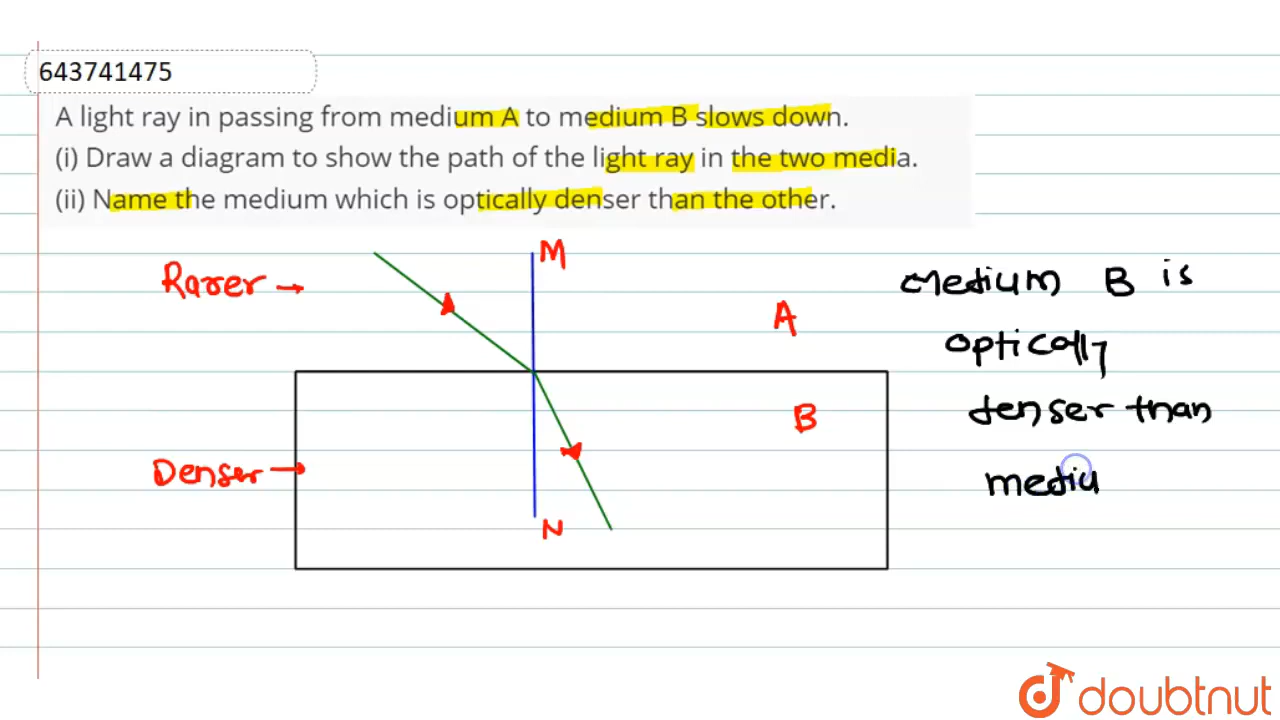 643741475
A light ray in passing from medium A to medium B slows down.
(i) Draw a diagram to show the path of the light ray in the two media.
(ii) Name the medium which is optically denser than the other.
M
Rarer
A
B
Denser
N
medium B is
optically
denser than
mediu
doubtnut